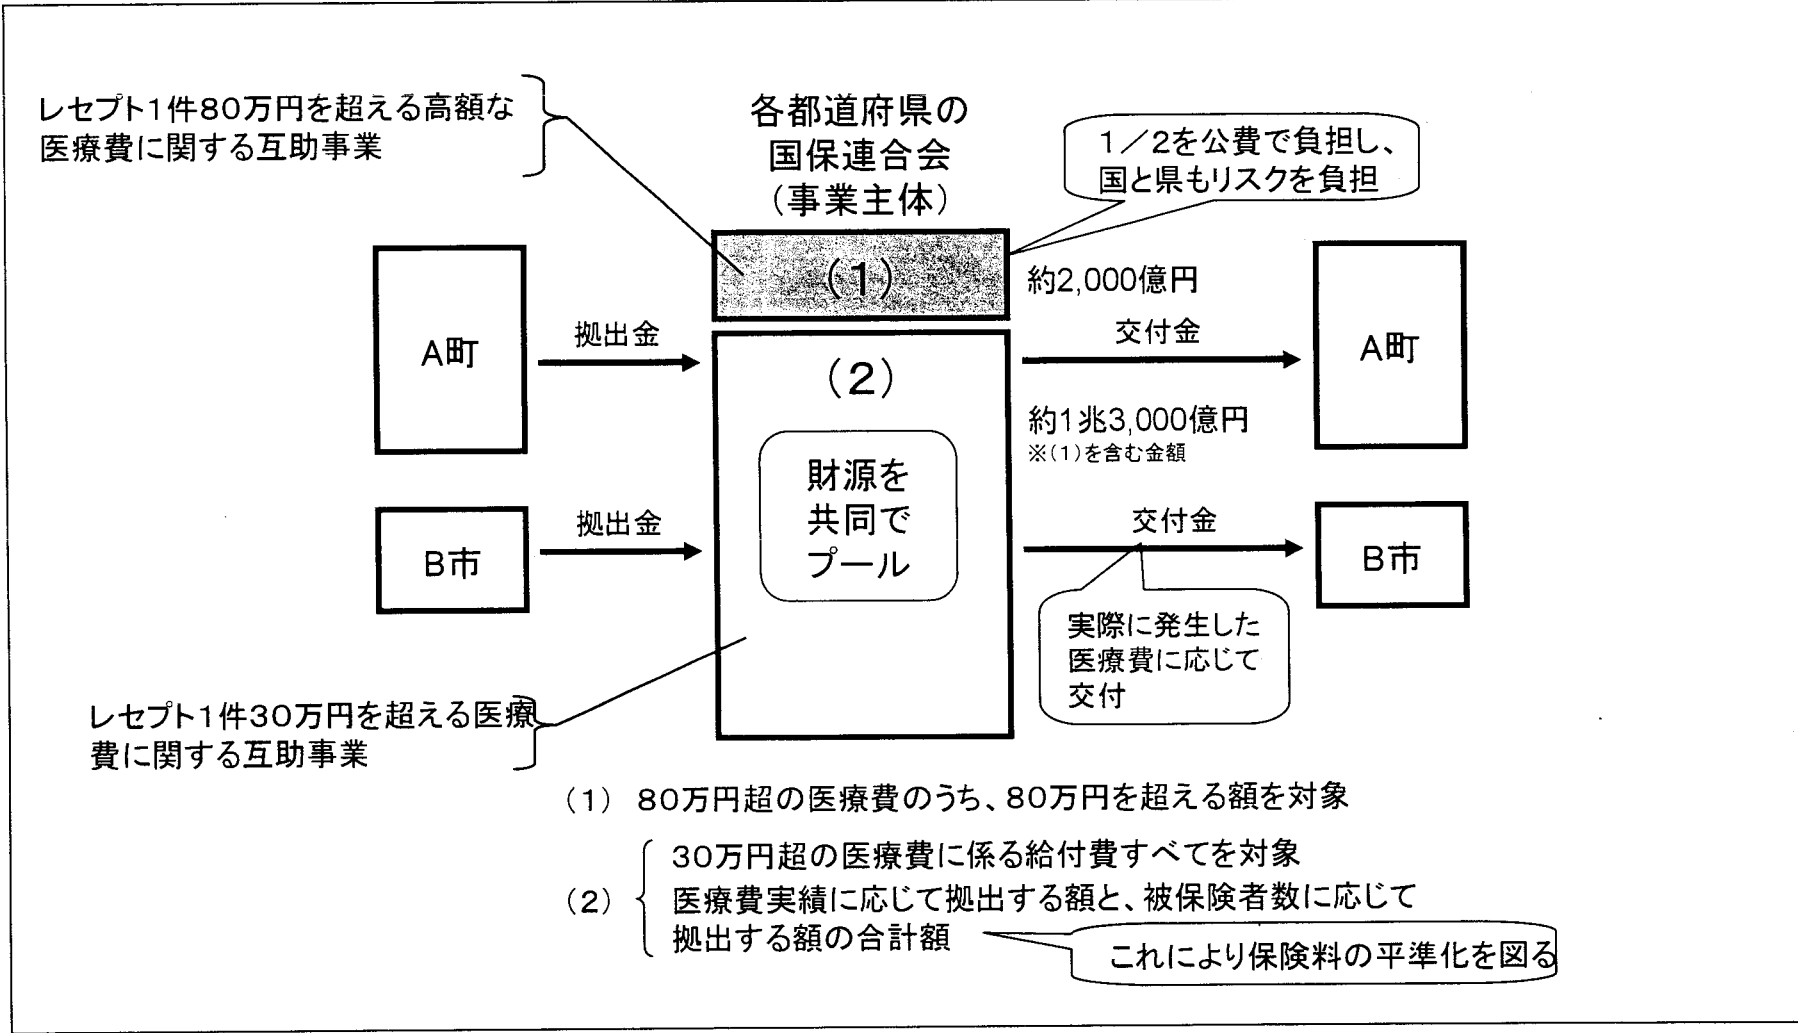 レセプト1件80万円を超える高額な
医療費に関する互助事業
各都道府県の
国保連合会
（事業主体）
1／2を公費で負担し、
国と県もリスクを負担
（1）
約2,000億円
A町
拠出金
（2）
交付金
A町
約1兆3,000億円
※(1)を含む金額
財源を
共同で
プール
B市
拠出金
交付金
B市
実際に発生した
医療費に応じて
交付
レセプト1件30万円を超える医療
費に関する互助事業
（1） 80万円超の医療費のうち、80万円を超える額を対象
（2）
30万円超の医療費に係る給付費すべてを対象
医療費実績に応じて拠出する額と、被保険者数に応じて
拠出する額の合計額
これにより保険料の平準化を図る